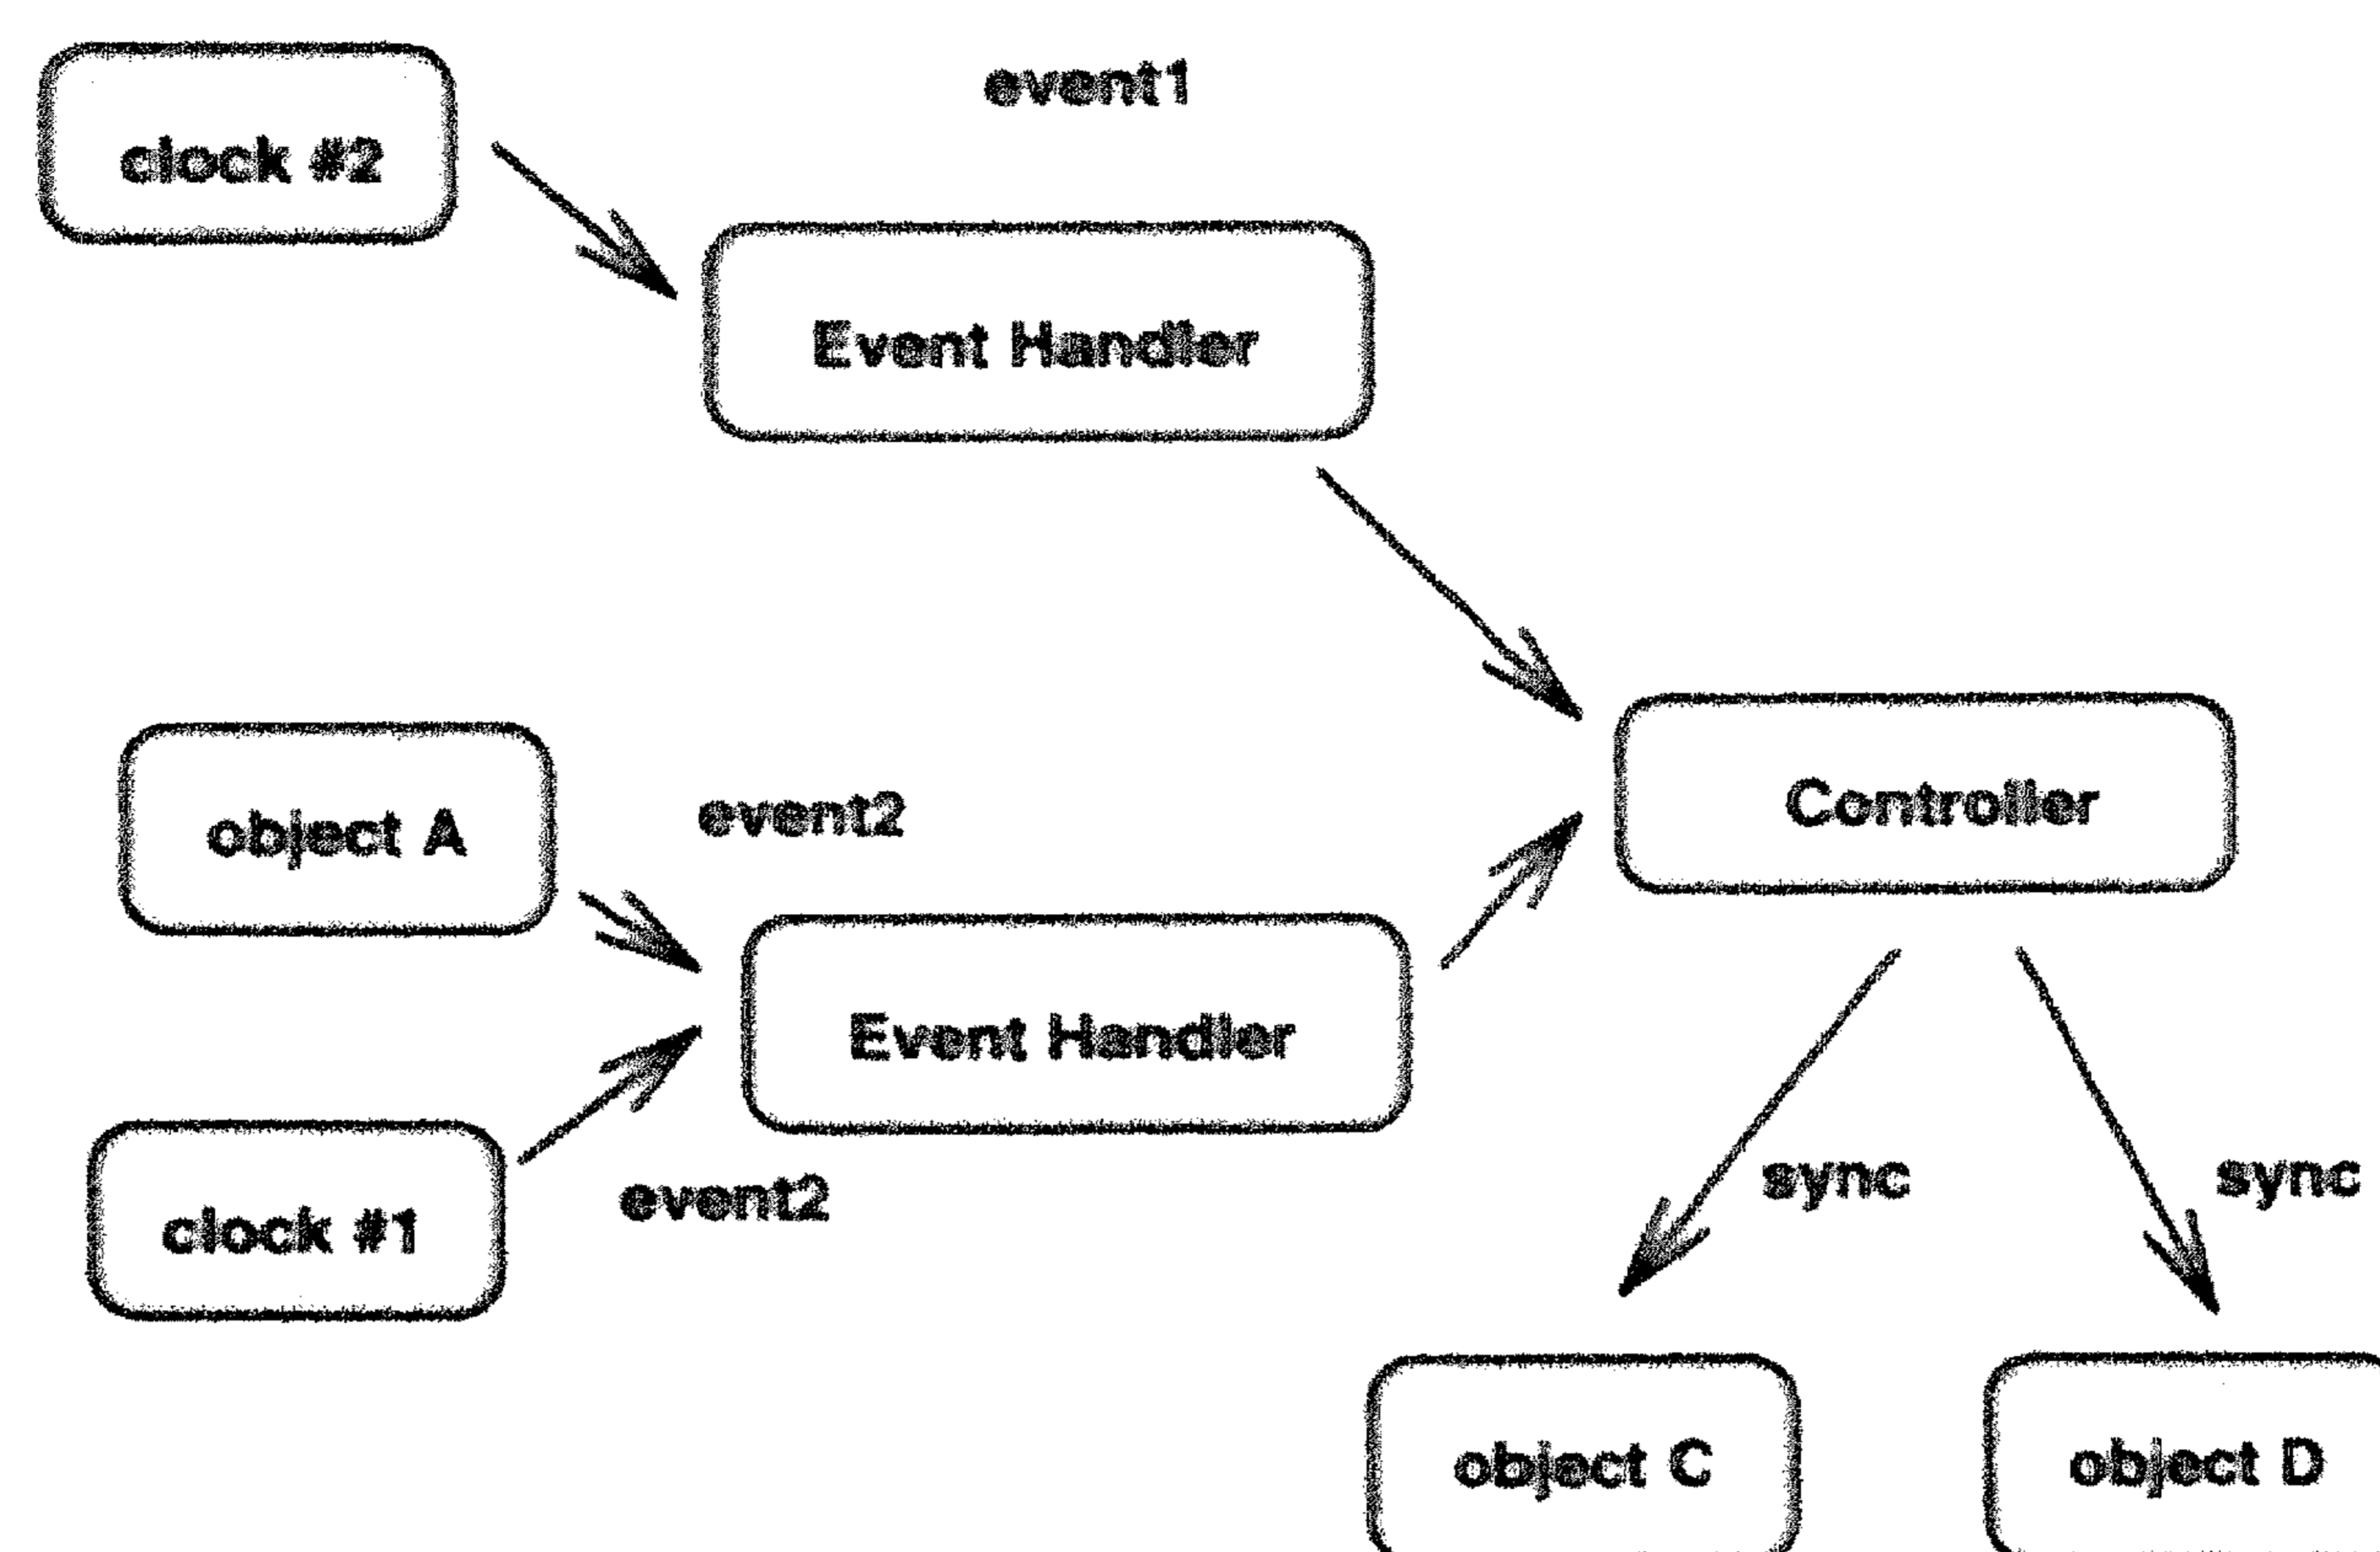 event1
clock #2
Event Handler
object A
event2
Controller
Event Handler
clock #1
event2
sync
sync
object C
object D